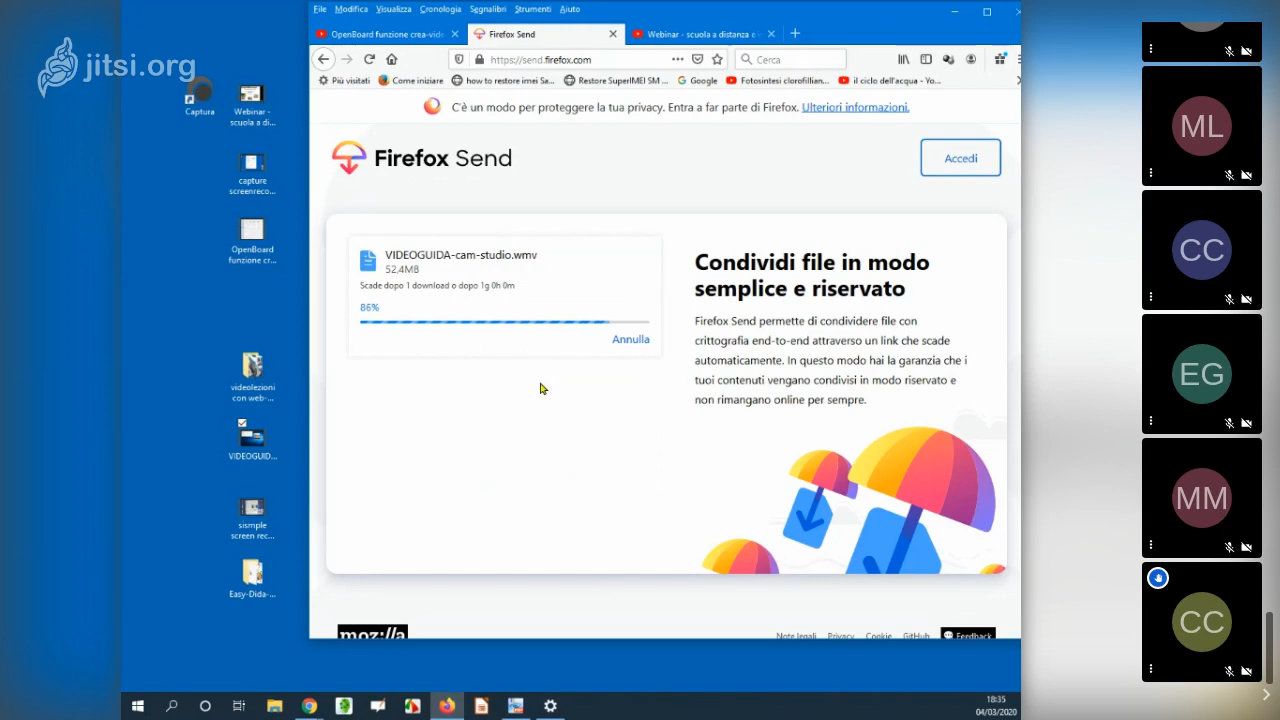 jitsi.org
File Modifica Visualizza Cronologia Segnalibri Strumenti Aiuto
OpenBoard funzione crea-vide
Firefox Send
Webinar - scuola a distanza e
https://send.firefox.com
Cerca
Più visitati
Come iniziare
how to restore imei Sa...
Restore SuperIMEI SM ...
Google
Fotosintesi clorofillian...
il ciclo dell'acqua - Yo...
C'è un modo per proteggere la tua privacy. Entra a far parte di Firefox. Ulteriori informazioni.
Firefox Send
Accedi
VIDEOGUIDA-cam-studio.wmv
52.4MB
Scade dopo 1 download o dopo 1g 0h 0m
86%
Annulla
Condividi file in modo
semplice e riservato
Firefox Send permette di condividere file con
crittografia end-to-end attraverso un link che scade
automaticamente. In questo modo hai la garanzia che i
tuoi contenuti vengano condivisi in modo riservato e
non rimangano online per sempre.
moz://a
Note legali Privacy Cookie GitHub Feedback
Captura
Webinar -
scuola a di...
capture
screenreco...
OpenBoard
funzione cr...
videolezioni
con web-...
VIDEOGUID...
sismple
screen rec...
Easy-Dida-...
18:35
04/03/2020
ML
CC
EG
MM
CC